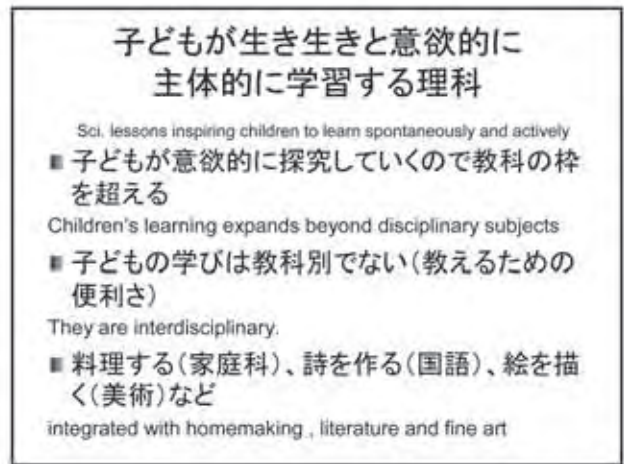 子どもが生き生きと意欲的に
主体的に学習する理科
Sci. lessons inspiring children to learn spontaneously and actively
■ 子どもが意欲的に探究していくので教科の枠
を超える
Children's learning expands beyond disciplinary subjects
■ 子どもの学びは教科別でない(教えるための
便利さ)
They are interdisciplinary.
■ 料理する(家庭科)、詩を作る(国語)、絵を描
く(美術)など
integrated with homemaking , literature and fine art